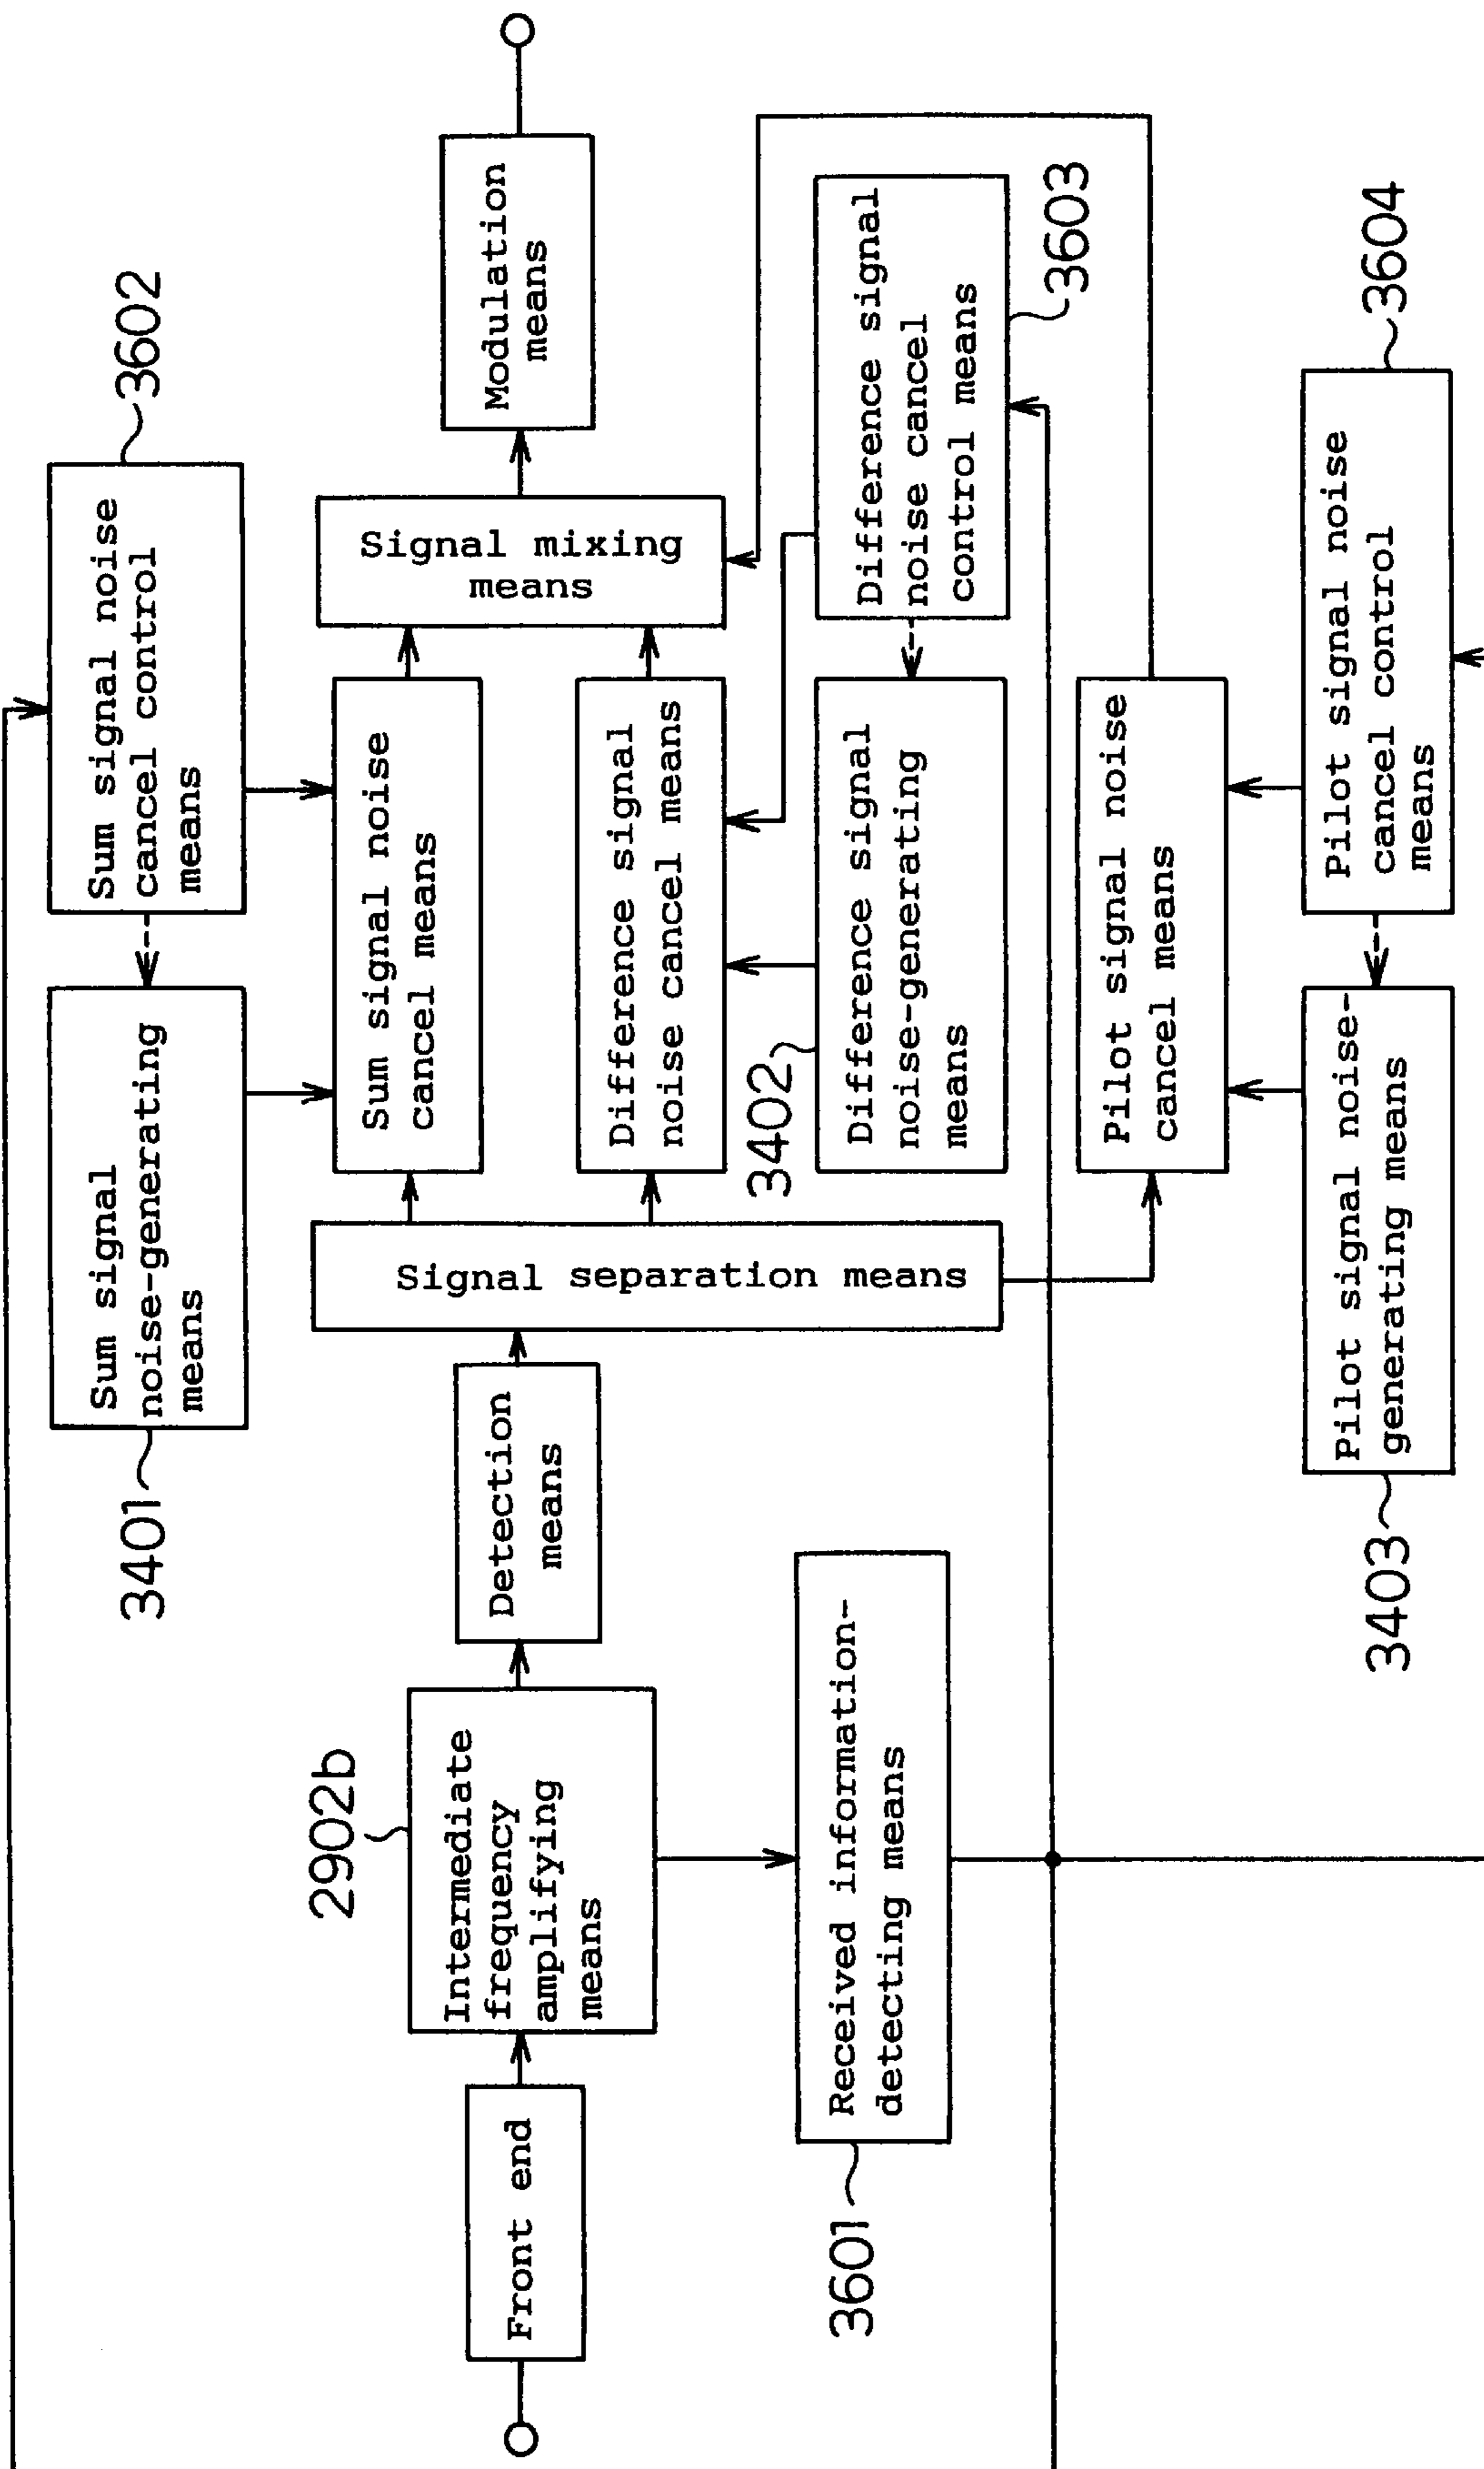 3602
Sum signal noise
cancel control
means
3401
Sum signal
noise-generating
means
Modulation
means
Signal mixing
means
Sum signal noise
cancel means
Difference signal
noise cancel means
Difference signal
noise cancel
control means
3603
3402
Difference signal
noise-generating
means
Pilot signal noise
cancel means
Signal separation means
Detection
means
2902b
Intermediate
frequency
amplifying
means
Front end
3601
Received information-
detecting means
3604
Pilot signal noise
cancel control
means
3403
Pilot signal noise-
generating means